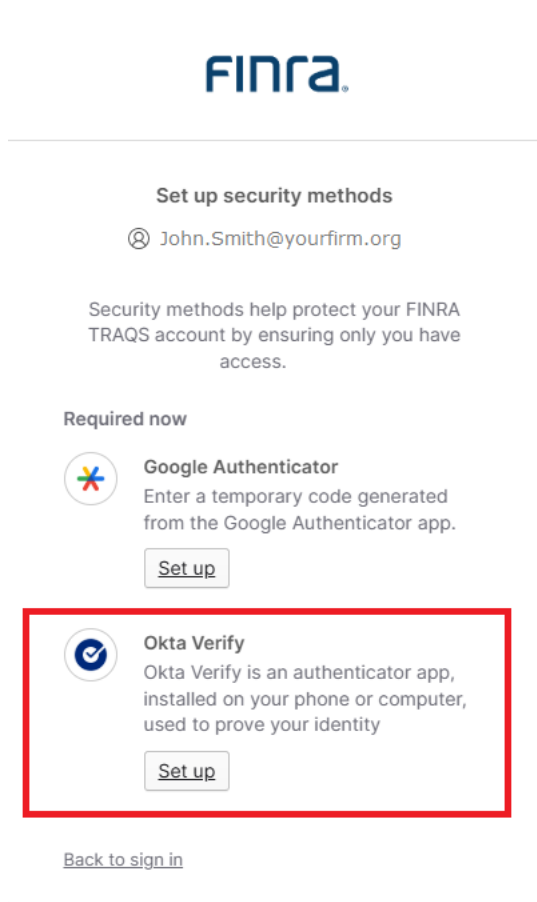 Finra.
Set up security methods
John.Smith@yourfirm.org
Security methods help protect your FINRA
TRAQS account by ensuring only you have
access.
Required now
Google Authenticator
Enter a temporary code generated
from the Google Authenticator app.
Set up
Okta Verify
Okta Verify is an authenticator app,
installed on your phone or computer,
used to prove your identity
Set up
Back to sign in